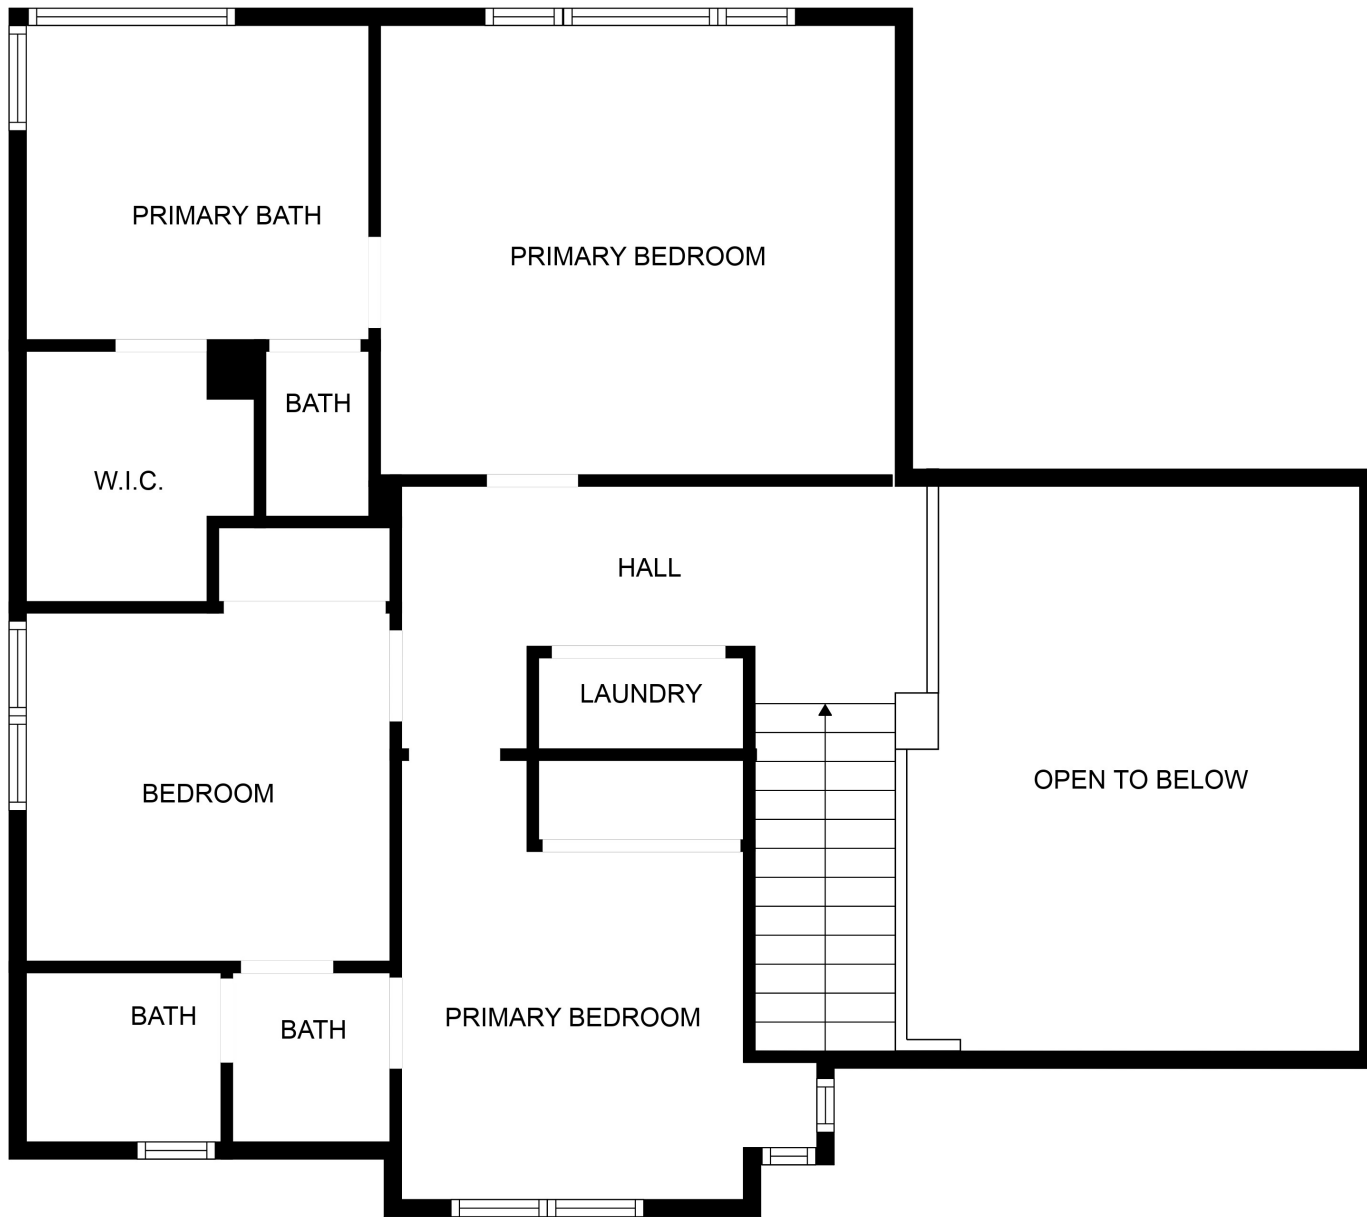 PRIMARY BATH
PRIMARY BEDROOM
BATH
W.I.C.
HALL
LAUNDRY
OPEN TO BELOW
BEDROOM
BATH
BATH
PRIMARY BEDROOM